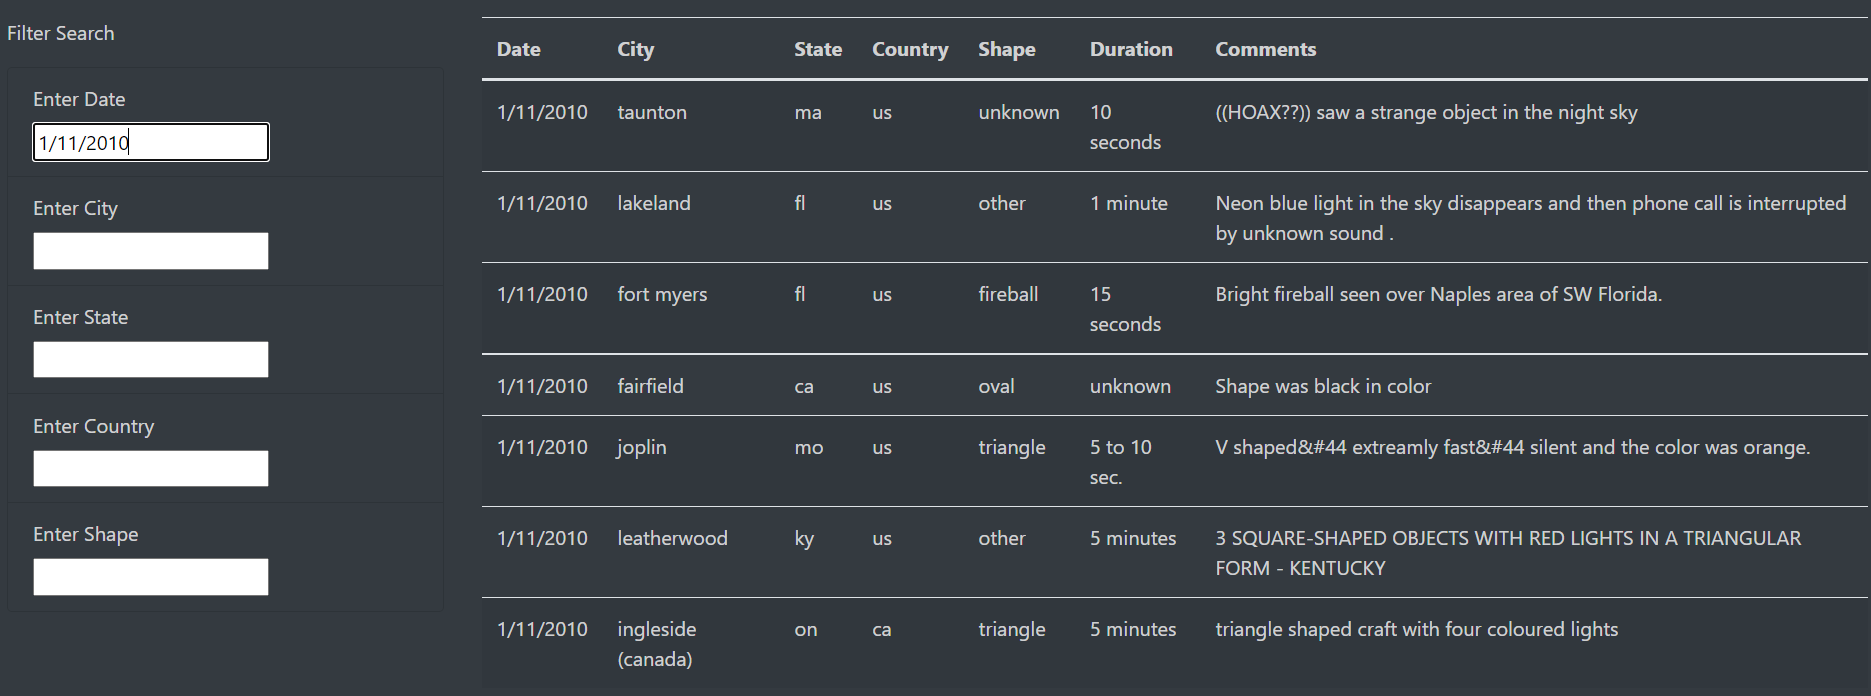 Filter Search
Enter Date
1/11/2010
Enter City
Enter State
Enter Country
Enter Shape
Date City State Country Shape Duration Comments
1/11/2010 taunton ma us unknown 10 seconds ((HOAX??)) saw a strange object in the night sky
1/11/2010 lakeland fl us other 1 minute Neon blue light in the sky disappears and then phone call is interrupted
by unknown sound .
1/11/2010 fort myers fl us fireball 15 seconds Bright fireball seen over Naples area of SW Florida.
1/11/2010 fairfield ca us oval unknown Shape was black in color
1/11/2010 joplin mo us triangle 5 to 10 sec. V shaped&#44 extreamly fast&#44 silent and the color was orange.
1/11/2010 leatherwood ky us other 5 minutes 3 SQUARE-SHAPED OBJECTS WITH RED LIGHTS IN A TRIANGULAR
FORM - KENTUCKY
1/11/2010 ingleside (canada) on ca triangle 5 minutes triangle shaped craft with four coloured lights